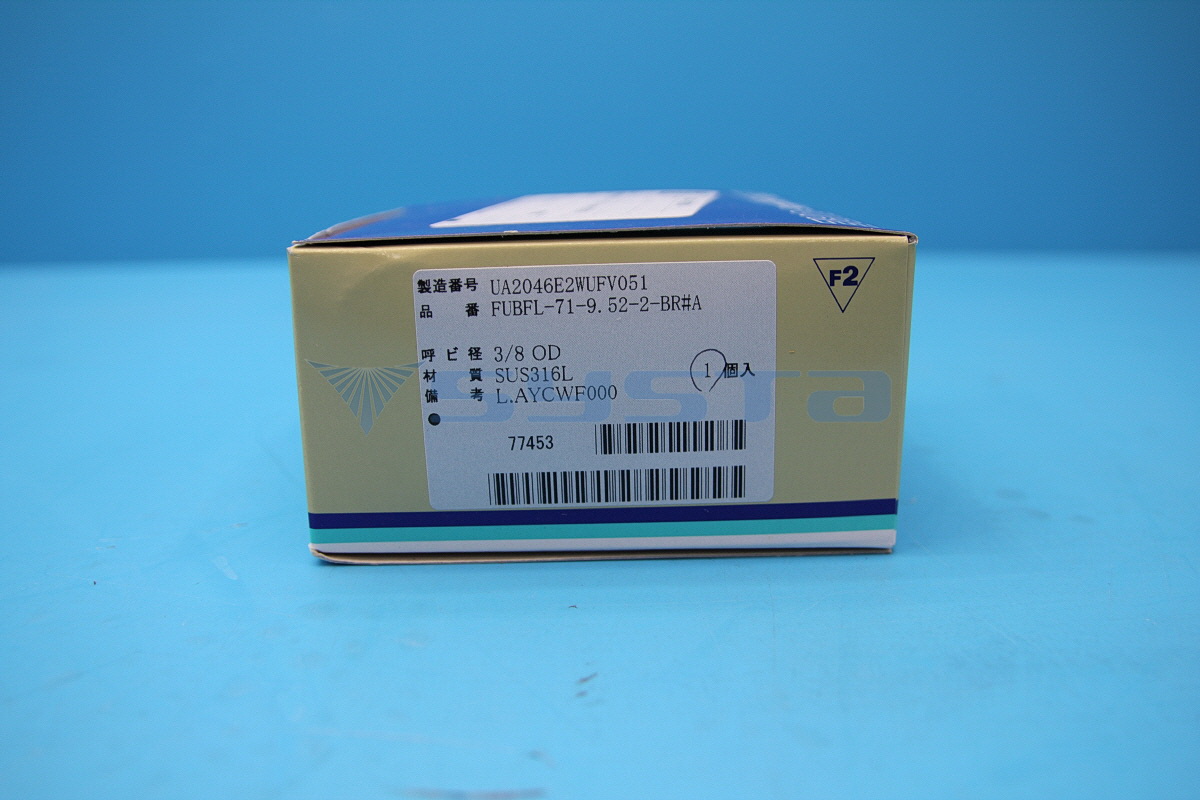 F2
製造番号 UA2046E2WUFV051
品 番 FUBFL-71-9.52-2-BR#A
呼ビ径 3/8 OD
材 質 SUS316L
1個入
備 考 L.AYCWF000
77453
systa